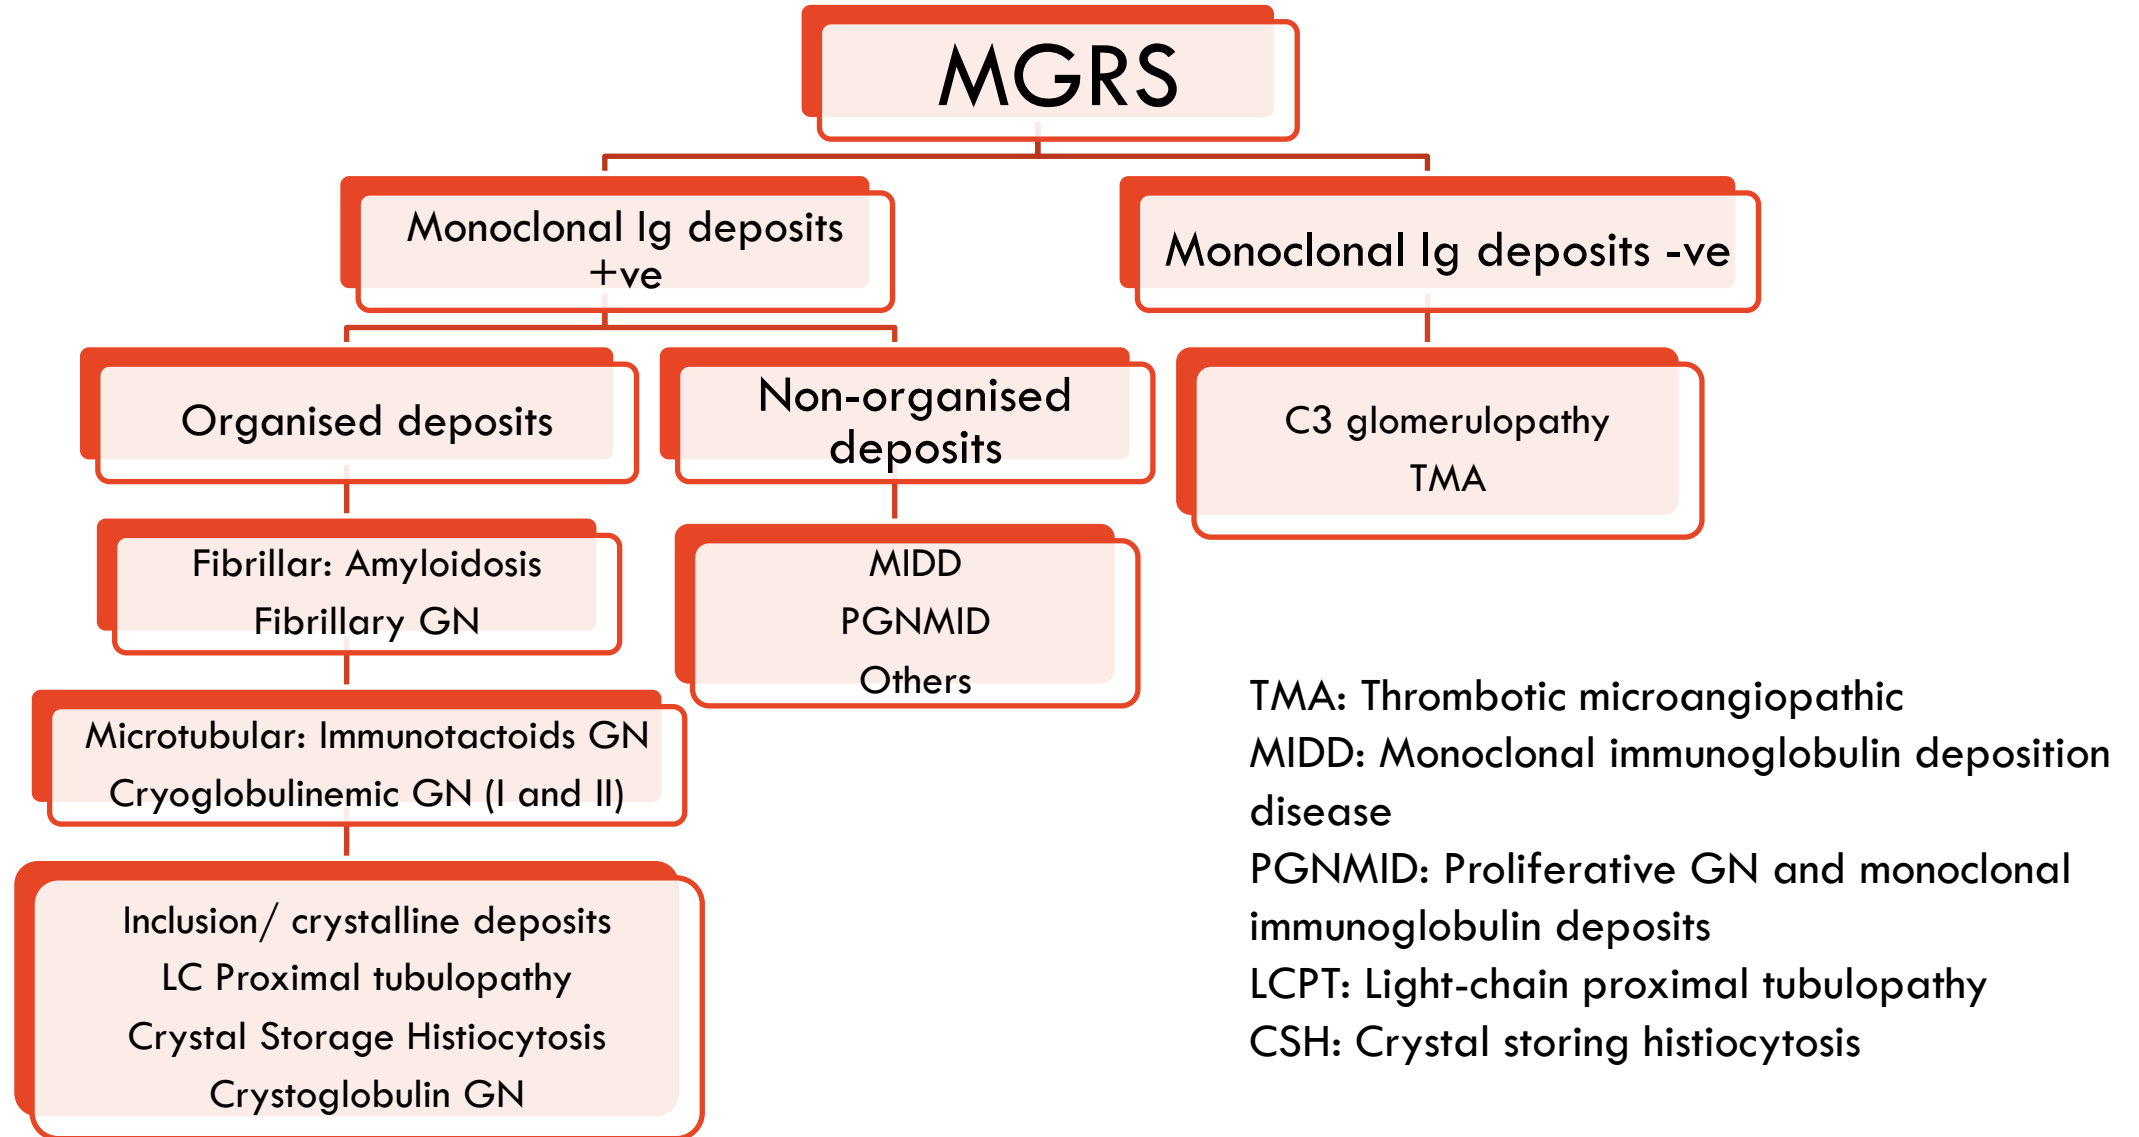 MGRS
Monoclonal Ig deposits
+ve
Monoclonal Ig deposits -ve
Organised deposits
Non-organised
deposits
C3 glomerulopathy
TMA
Fibrillar: Amyloidosis
Fibrillary GN
MIDD
PGNMID
Others
Microtubular: Immunotactoids GN
Cryoglobulinemic GN (I and II)
Inclusion/ crystalline deposits
LC Proximal tubulopathy
Crystal Storage Histiocytosis
Crystoglobulin GN
TMA: Thrombotic microangiopathic
MIDD: Monoclonal immunoglobulin deposition
disease
PGNMID: Proliferative GN and monoclonal
immunoglobulin deposits
LCPT: Light-chain proximal tubulopathy
CSH: Crystal storing histiocytosis